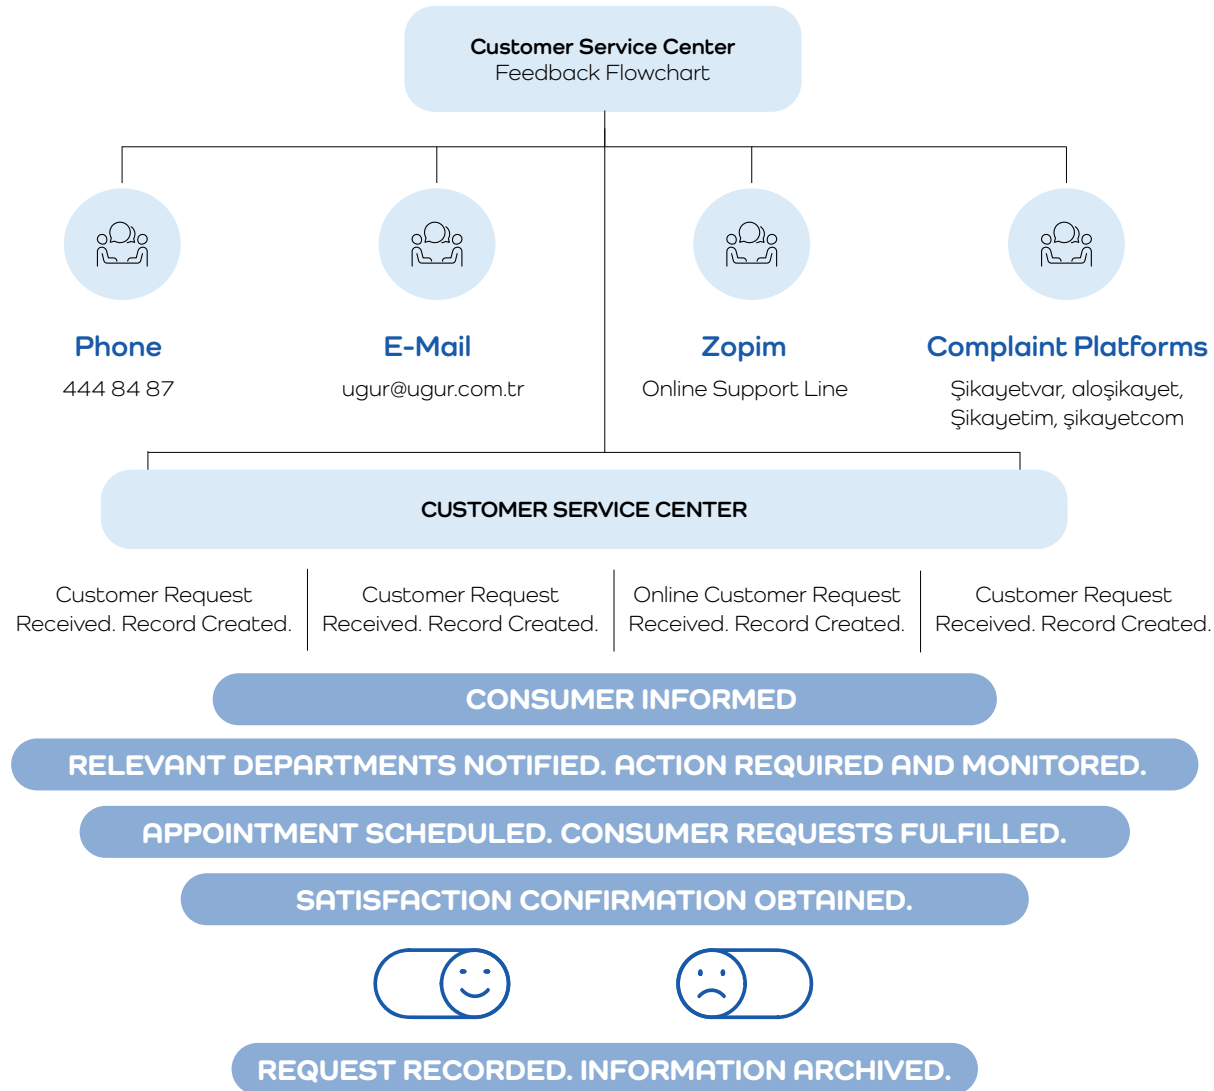 Customer Service Center
Feedback Flowchart
Phone
444 84 87
E-Mail
ugur@ugur.com.tr
Zopim
Online Support Line
Complaint Platforms
Şikayetvar, aloşikayet,
Şikayetim, şikayetcom
CUSTOMER SERVICE CENTER
Customer Request
Received. Record Created.
Customer Request
Received. Record Created.
Online Customer Request
Received. Record Created.
Customer Request
Received. Record Created.
CONSUMER INFORMED
RELEVANT DEPARTMENTS NOTIFIED. ACTION REQUIRED AND MONITORED.
APPOINTMENT SCHEDULED. CONSUMER REQUESTS FULFILLED.
SATISFACTION CONFIRMATION OBTAINED.
REQUEST RECORDED. INFORMATION ARCHIVED.